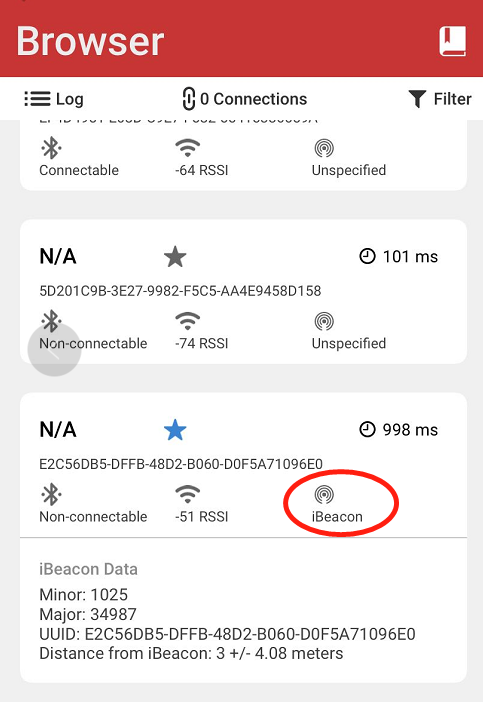 Browser
Log
0 Connections
Filter
Connectable
-64 RSSI
Unspecified
N/A
101 ms
5D201C9B-3E27-9982-F5C5-AA4E9458D158
Non-connectable
-74 RSSI
Unspecified
N/A
998 ms
E2C56DB5-DFFB-48D2-B060-D0F5A71096E0
Non-connectable
-51 RSSI
iBeacon
iBeacon Data
Minor: 1025
Major: 34987
UUID: E2C56DB5-DFFB-48D2-B060-D0F5A71096E0
Distance from iBeacon: 3 +/- 4.08 meters